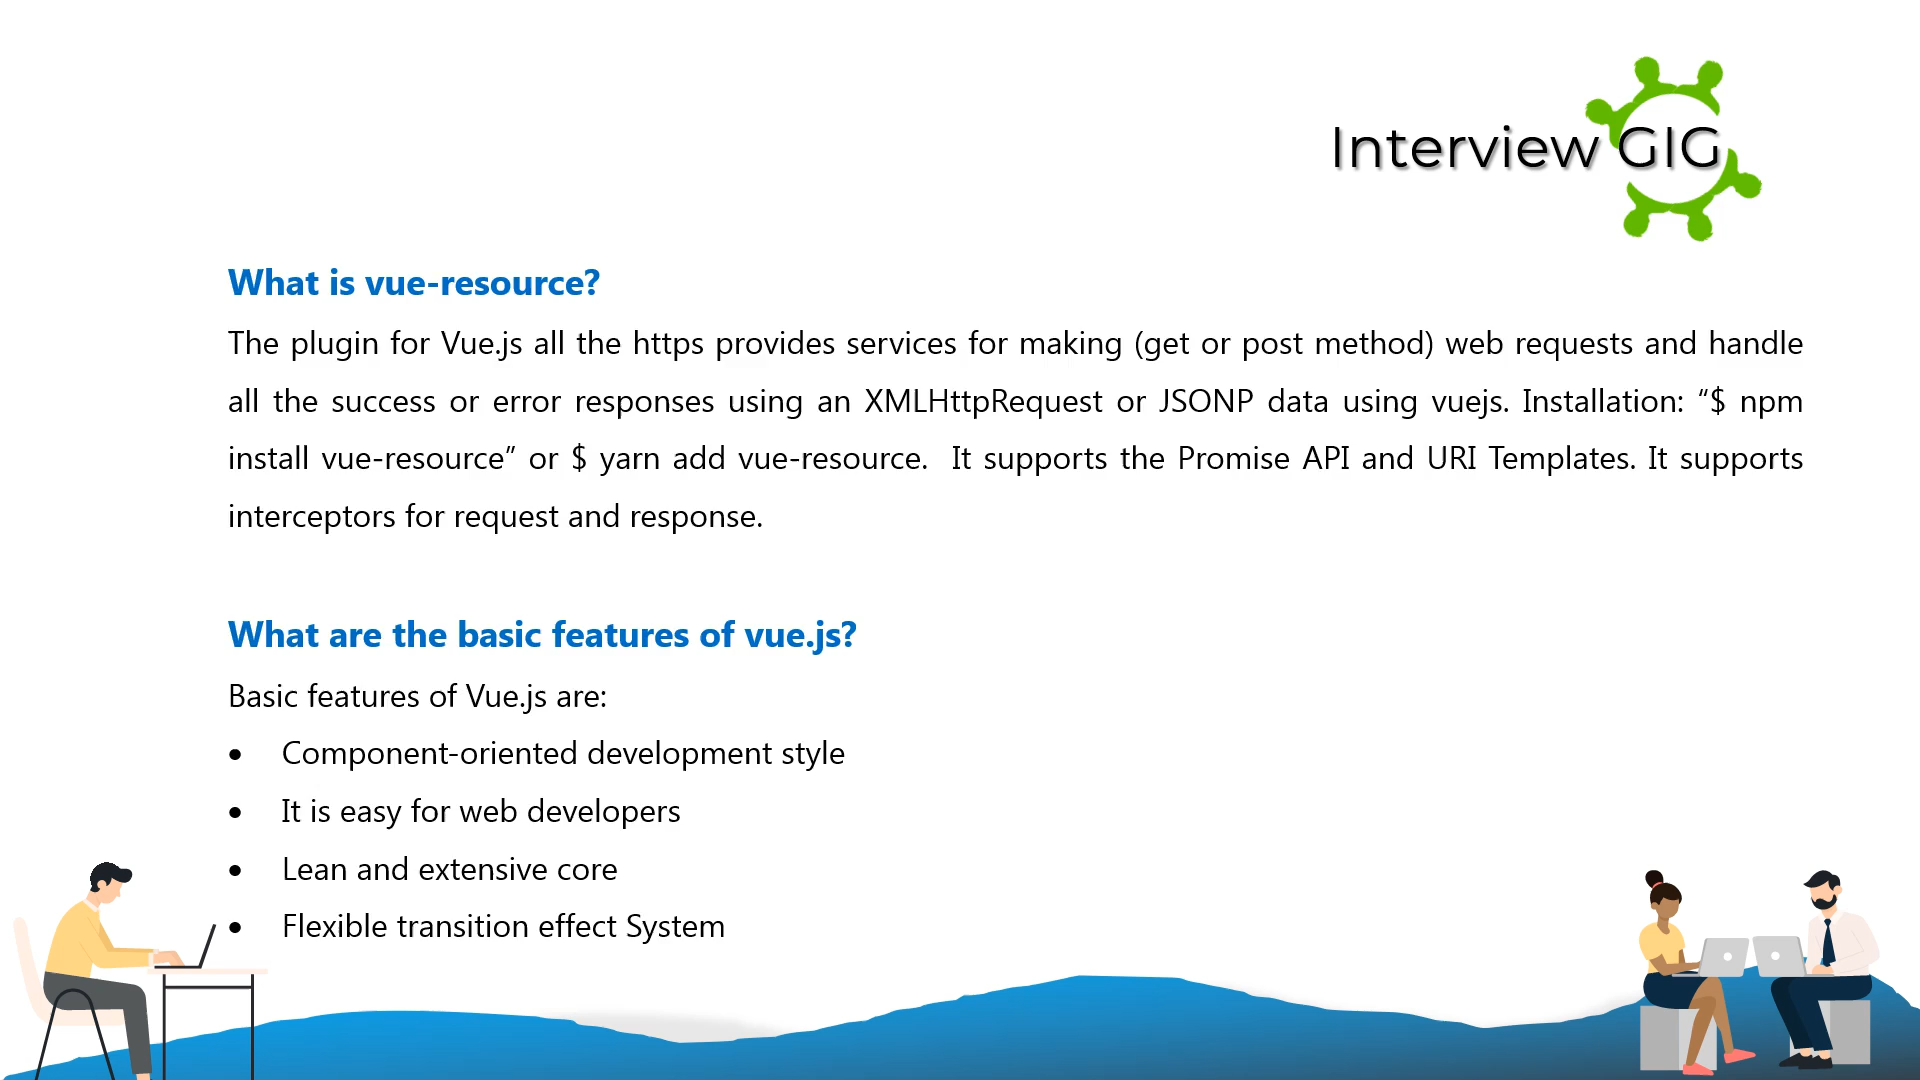 Interview GIG
What is vue-resource?
The plugin for Vue.js all the https provides services for making (get or post method) web requests and handle
all the success or error responses using an XMLHttpRequest or JSONP data using vuejs. Installation: “$ npm
install vue-resource” or $ yarn add vue-resource.  It supports the Promise API and URI Templates. It supports
interceptors for request and response.
What are the basic features of vue.js?
Basic features of Vue.js are:
• Component-oriented development style
• It is easy for web developers
• Lean and extensive core
• Flexible transition effect System